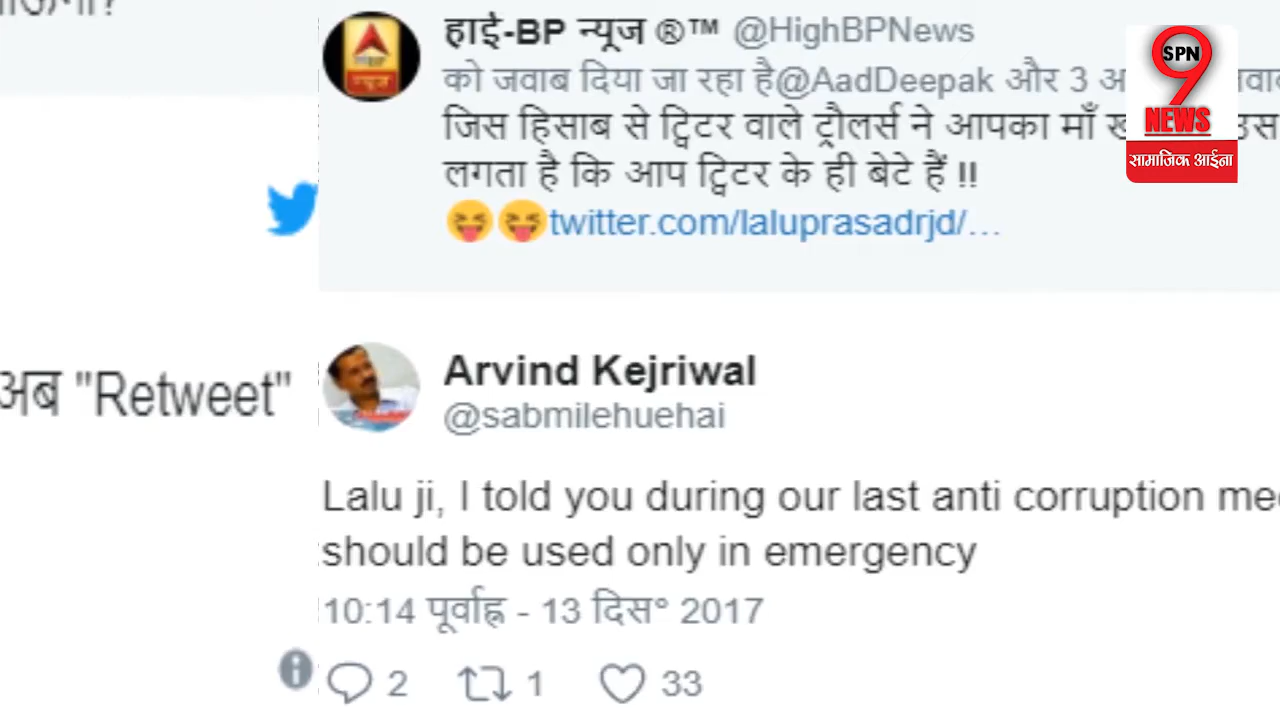 हाई-BP न्यूज ®™ @HighBPNews
को जवाब दिया जा रहा है@AadDeepak और 3 अ
जिस हिसाब से ट्विटर वाले ट्रौलर्स ने आपका माँ
लगता है कि आप ट्विटर के ही बेटे हैं !!
😝😝twitter.com/laluprasadrjd/...
SPN
9
NEWS
सामाजिक आईना
अब "Retweet"
Arvind Kejriwal
@sabmilehuehai
Lalu ji, I told you during our last anti corruption
should be used only in emergency
10:14 पूर्वाह्न - 13 दिस॰ 2017
2 1 33